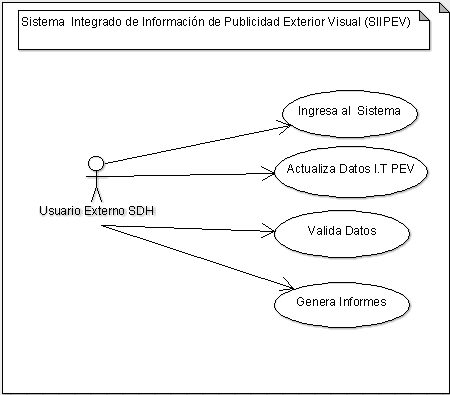 Sistema  Integrado de Información de Publicidad Exterior Visual (SIIPEV)
Ingresa al  Sistema
Actualiza Datos I.T PEV
Usuario Externo SDH
Valida Datos
Genera Informes